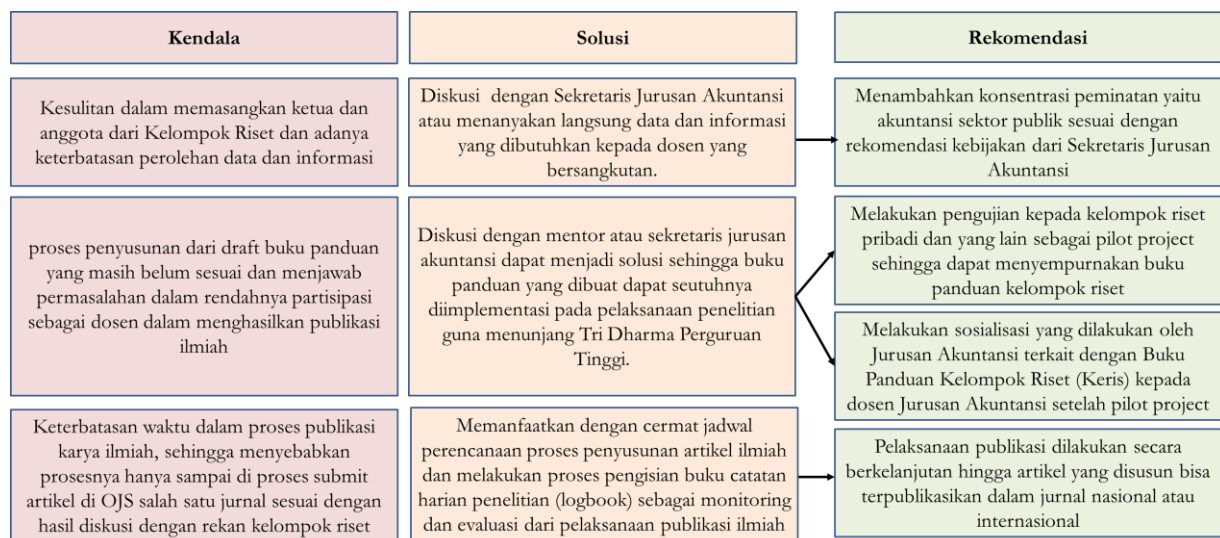 Kendala
Solusi
Rekomendasi
Kesulitan dalam memasangkan ketua dan
anggota dari Kelompok Riset dan adanya
keterbatasan perolehan data dan informasi
Diskusi dengan Sekretaris Jurusan Akuntansi
atau menanyakan langsung data dan informasi
yang dibutuhkan kepada dosen yang
bersangkutan.
Menambahkan konsentrasi peminatan yaitu
akuntansi sektor publik sesuai dengan
rekomendasi kebijakan dari Sekretaris Jurusan
Akuntansi
proses penyusunan dari draft buku panduan
yang masih belum sesuai dan menjawab
permasalahan dalam rendahnya partisipasi
sebagai dosen dalam menghasilkan publikasi
ilmiah
Diskusi dengan mentor atau sekretaris jurusan
akuntansi dapat menjadi solusi sehingga buku
panduan yang dibuat dapat seutuhnya
diimplementasi pada pelaksanaan penelitian
guna menunjang Tri Dharma Perguruan
Tinggi.
Melakukan pengujian kepada kelompok riset
pribadi dan yang lain sebagai pilot project
sehingga dapat menyempurnakan buku
panduan kelompok riset
Melakukan sosialisasi yang dilakukan oleh
Jurusan Akuntansi terkait dengan Buku
Panduan Kelompok Riset (Keris) kepada
dosen Jurusan Akuntansi setelah pilot project
Keterbatasan waktu dalam proses publikasi
karya ilmiah, sehingga menyebabkan
prosesnya hanya sampai di proses submit
artikel di OJS salah satu jurnal sesuai dengan
hasil diskusi dengan rekan kelompok riset
Memanfaatkan dengan cermat jadwal
perencanaan proses penyusunan artikel ilmiah
dan melakukan proses pengisian buku catatan
harian penelitian (logbook) sebagai monitoring
dan evaluasi dari pelaksanaan publikasi ilmiah
Pelaksanaan publikasi dilakukan secara
berkelanjutan hingga artikel yang disusun bisa
terpublikasikan dalam jurnal nasional atau
internasional